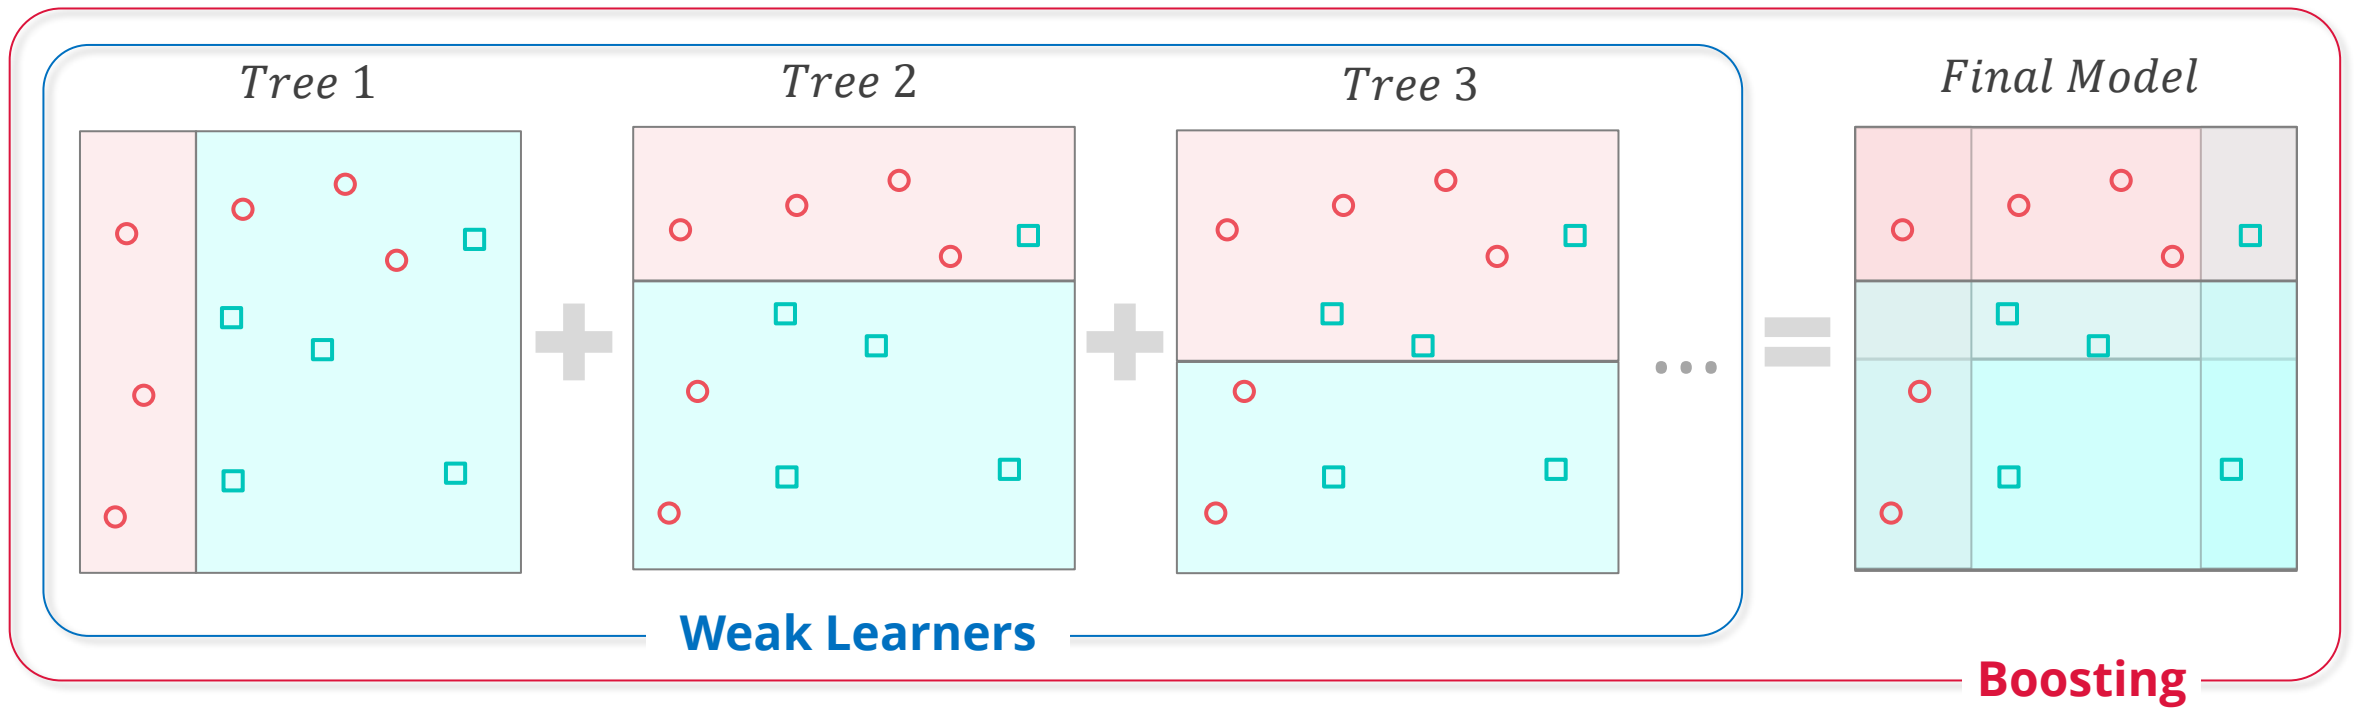 Tree 1
Tree 2
Tree 3
Final Model
...
Weak Learners
Boosting